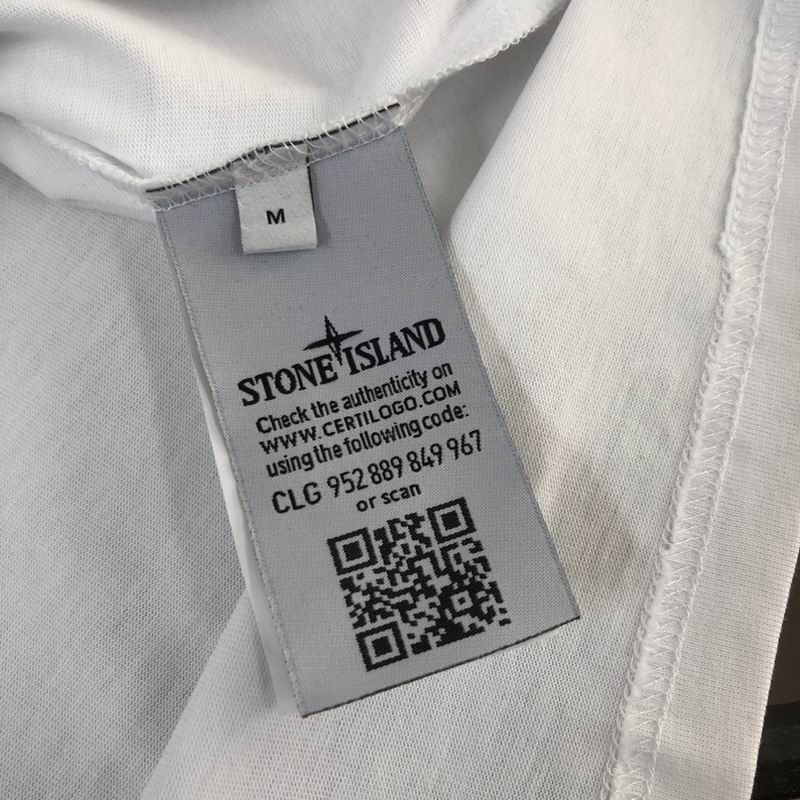 M
STONE ISLAND
Check the authenticity on
WWW.CERTILOGO.COM
using the following code:
CLG 952 889 849 967
or scan